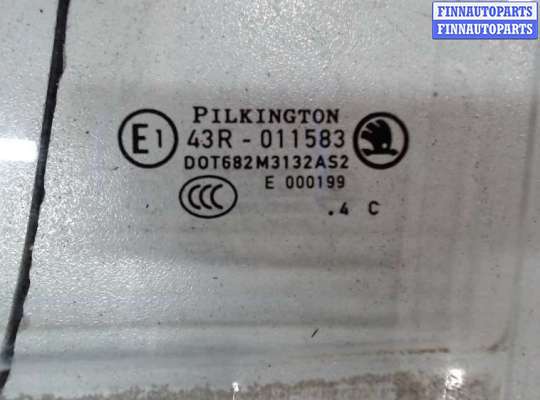 FINNAUTOPARTS
FINNAUTOPARTS
PILKINGTON
E1 43R - 011583
DOT682M3132AS2
E 000199
CCC
.4 C